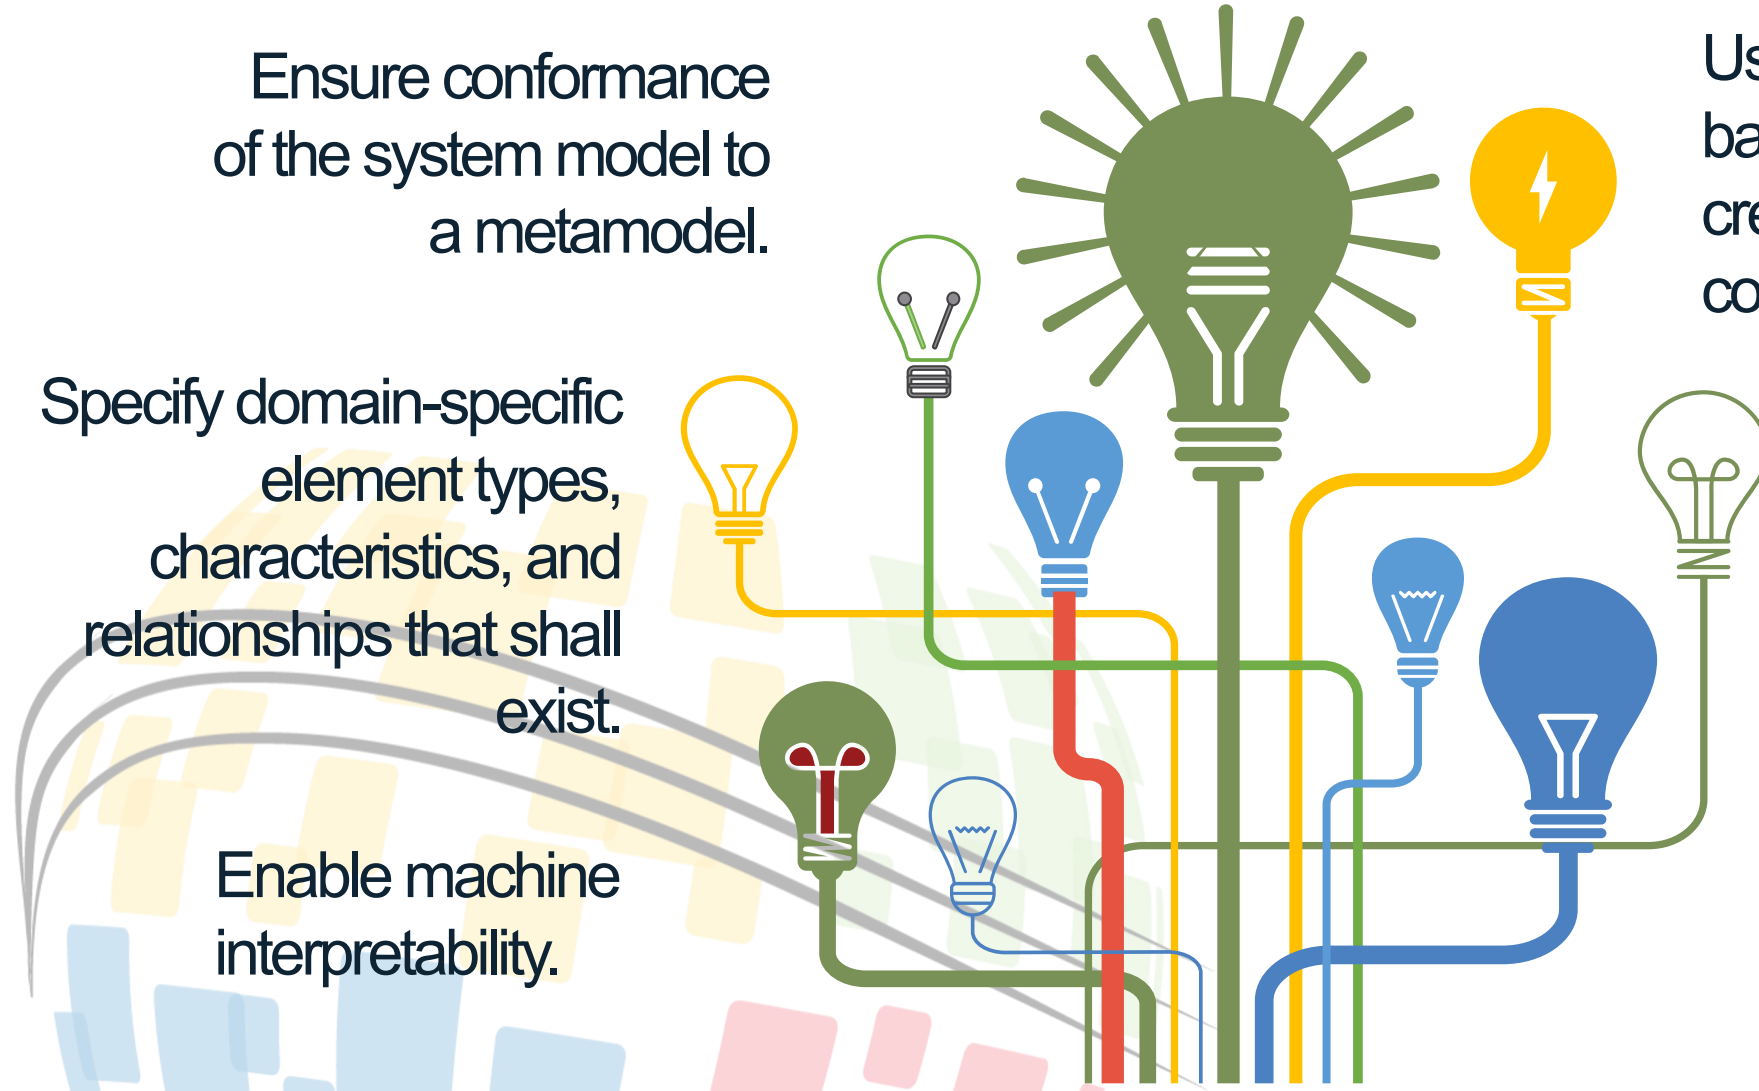 Ensure conformance
of the system model to
a metamodel.
Specify domain-specific
element types,
characteristics, and
relationships that shall
exist.
Enable machine
interpretability.